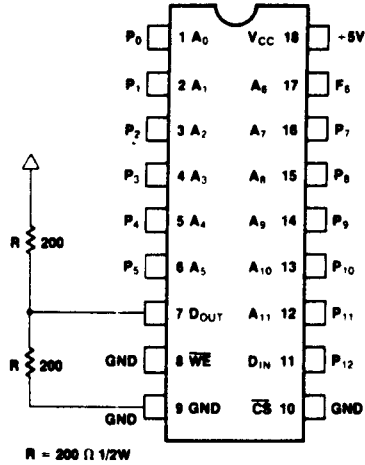 P0 1 A0 VCC 18 +5V
P1 2 A1 A6 17 F6
P2 3 A2 A7 16 P7
P3 4 A3 A8 15 P8
P4 5 A4 A9 14 P9
R 200
P5 6 A5 A10 13 P10
7 DOUT A11 12 P11
R 200 GND 8 WE DIN 11 P12
GND 9 GND CS 10 GND
R = 200 Ω 1/2W